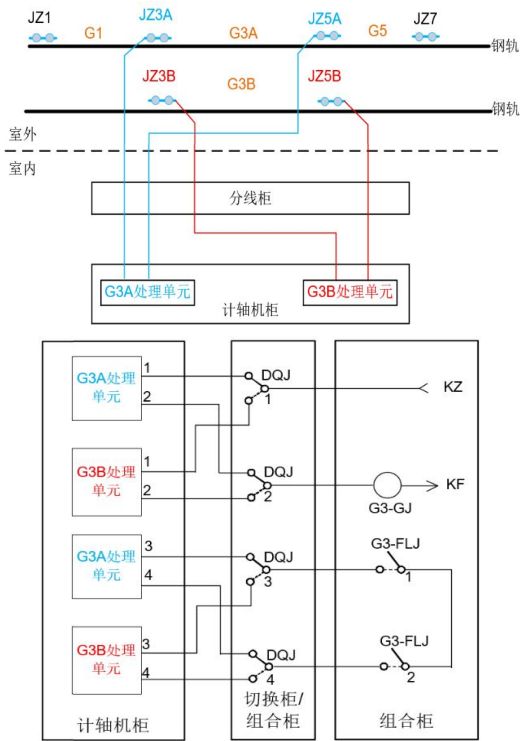 JZ1 G1 JZ3A G3A JZ5A G5 JZ7
钢轨
JZ3B G3B JZ5B
钢轨
室外
室内
分线柜
G3A处理单元 G3B处理单元
计轴机柜
G3A处理
单元
1
2
DQJ
1
KZ
G3B处理
单元
1
2
DQJ
2
KF
G3-GJ
G3A处理
单元
3
4
DQJ
3
G3-FLJ
1
G3B处理
单元
3
4
DQJ
4
G3-FLJ
2
计轴机柜
切换柜/
组合柜
组合柜